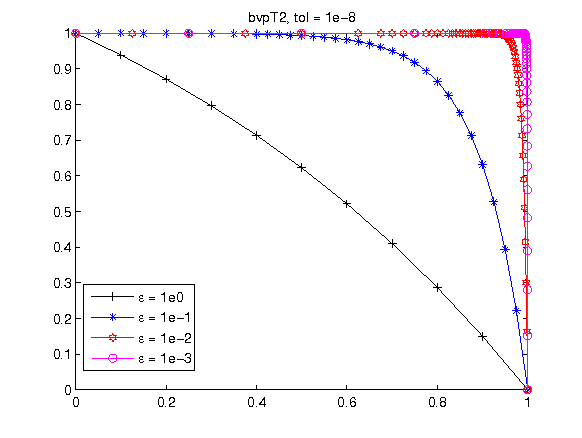 bvpT2, tol = 1e-8
1
0.9
0.8
0.7
0.6
0.5
0.4
0.3
0.2
0.1
0
0 0.2 0.4 0.6 0.8 1
ε = 1e0
ε = 1e-1
ε = 1e-2
ε = 1e-3